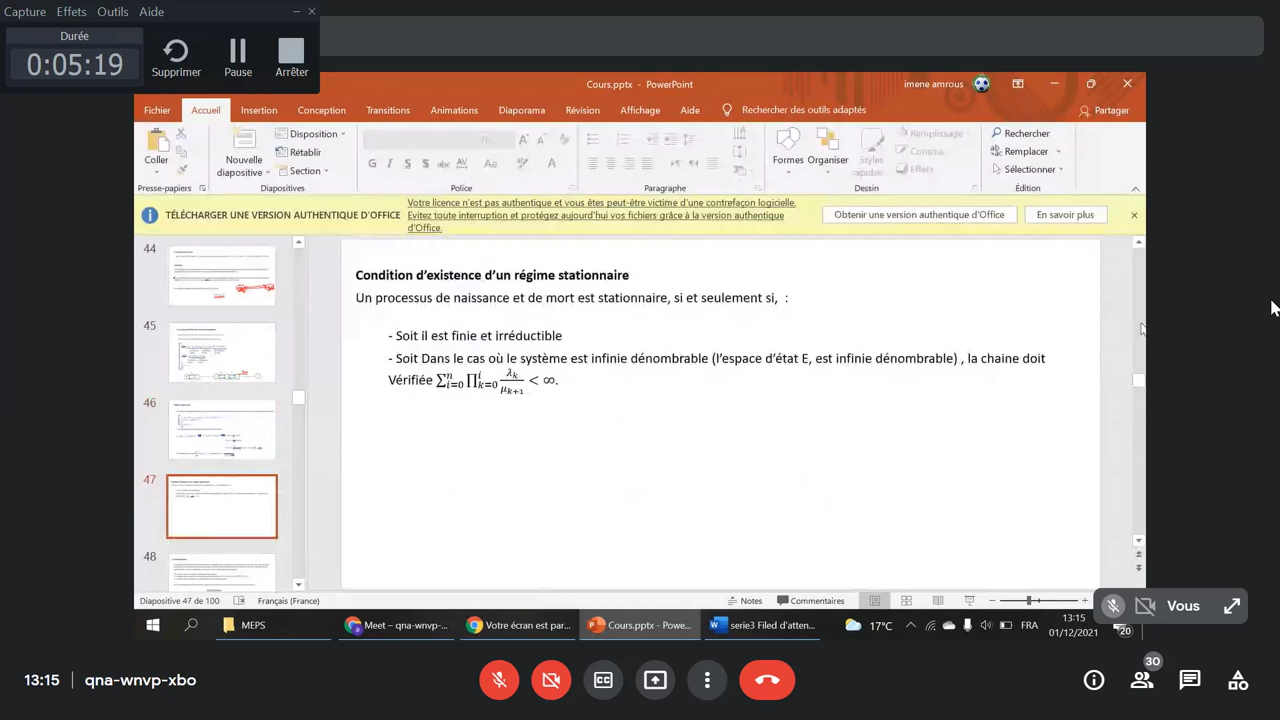 Capture Effets Outils Aide
Durée
0:05:19
Supprimer Pause Arrêter
Cours.pptx - PowerPoint
imene amrous
Fichier Accueil Insertion Conception Transitions Animations Diaporama Révision Affichage Aide Rechercher des outils adaptés Partager
Coller
Nouvelle diapositive
Disposition
Rétablir
Section
G I S S abc AV Aa A
Formes Organiser Styles rapides
Remplissage
Contour
Effets
Rechercher
Remplacer
Sélectionner
Presse-papiers Diapositives Police Paragraphe Dessin Édition
TÉLÉCHARGER UNE VERSION AUTHENTIQUE D'OFFICE
Votre licence n'est pas authentique et vous êtes peut-être victime d'une contrefaçon logicielle.
Evitez toute interruption et protégez aujourd'hui vos fichiers grâce à la version authentique
d'Office.
Obtenir une version authentique d'Office En savoir plus
44
45
46
47
48
Condition d'existence d'un régime stationnaire
Un processus de naissance et de mort est stationnaire, si et seulement si, :
- Soit il est finie et irréductible
- Soit Dans le cas où le système est infinie dénombrable (l'espace d'état E, est infinie dénombrable) , la chaine doit
Vérifiée ∑ⁿᵢ₌₀ ∏ⁱₖ₌₀ λₖ/μₖ₊₁ < ∞.
Diapositive 47 de 100 Français (France) Notes Commentaires
Vous
MEPS
Meet – qna-wnvp-...
Votre écran est par...
Cours.pptx - Powe...
serie3 Filed d'atten...
17°C
FRA
13:15
01/12/2021
20
13:15 | qna-wnvp-xbo
30